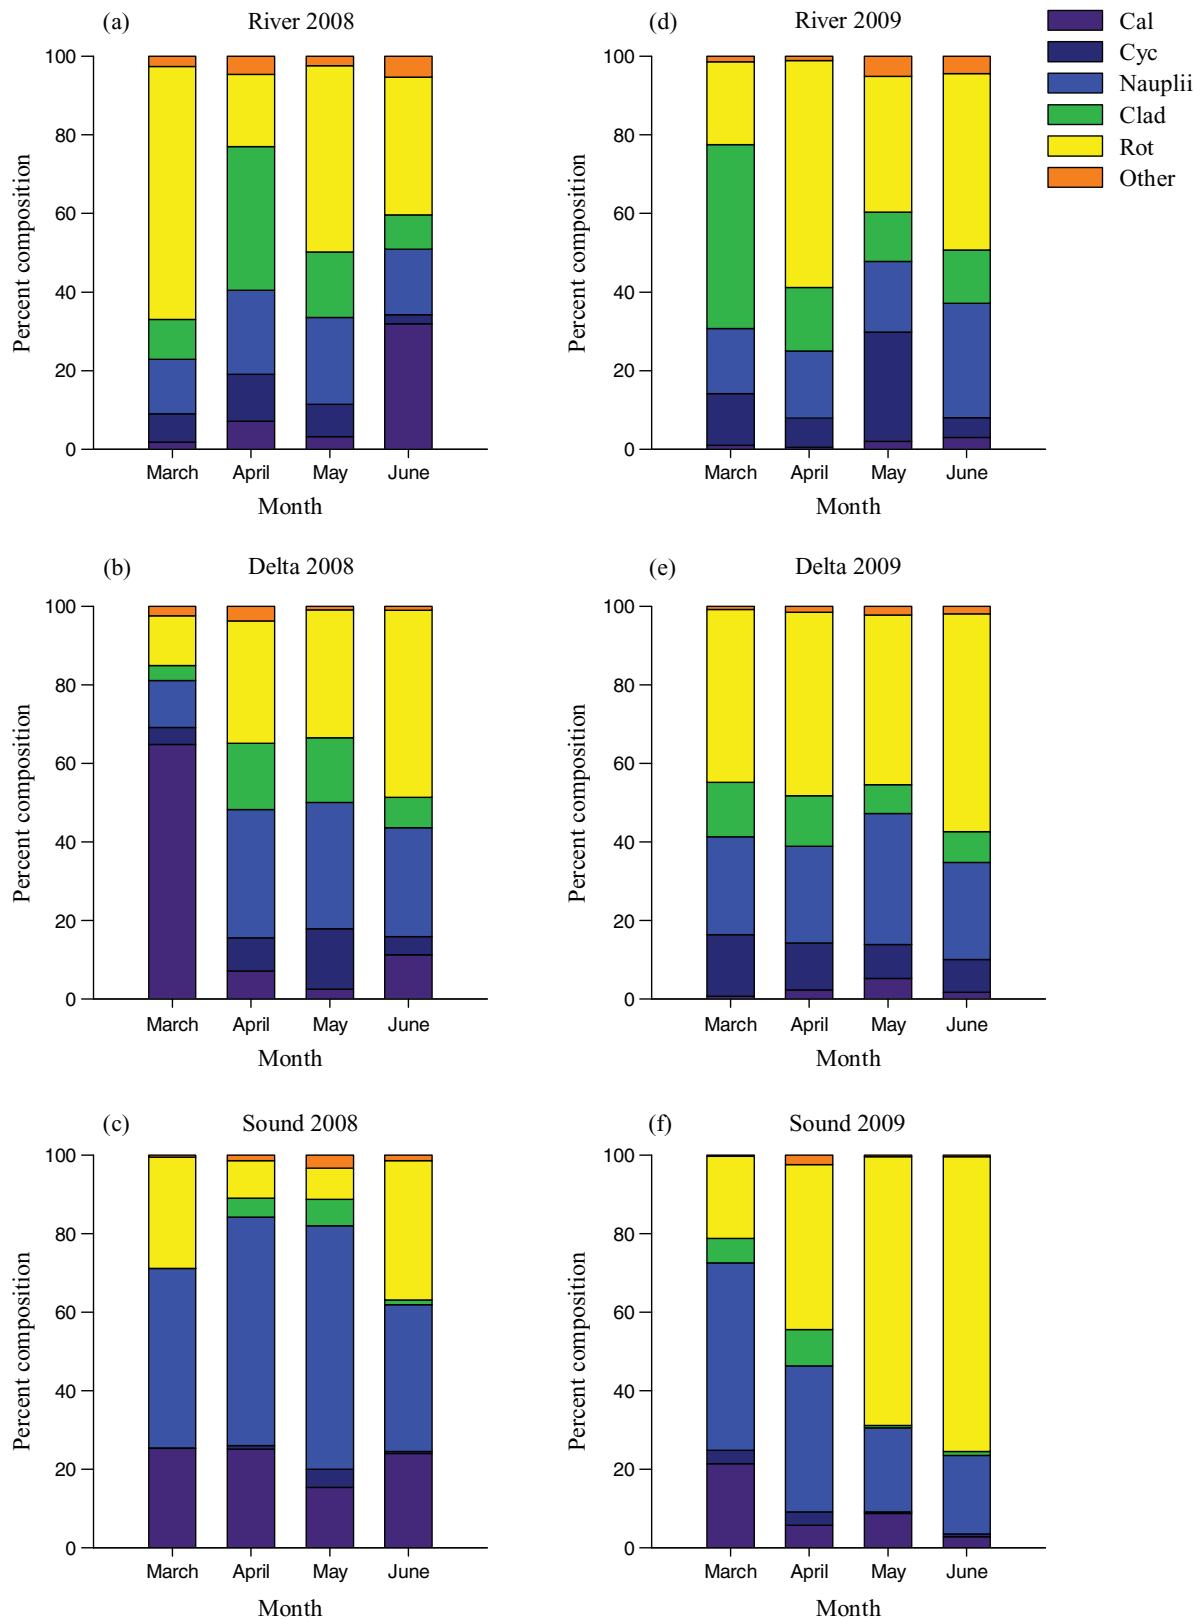 (a) River 2008
100
80
60
40
20
0
Percent composition
March April May June
Month
(d) River 2009
100
80
60
40
20
0
Percent composition
March April May June
Month
Cal
Cyc
Nauplii
Clad
Rot
Other
(b) Delta 2008
100
80
60
40
20
0
Percent composition
March April May June
Month
(e) Delta 2009
100
80
60
40
20
0
Percent composition
March April May June
Month
(c) Sound 2008
100
80
60
40
20
0
Percent composition
March April May June
Month
(f) Sound 2009
100
80
60
40
20
0
Percent composition
March April May June
Month